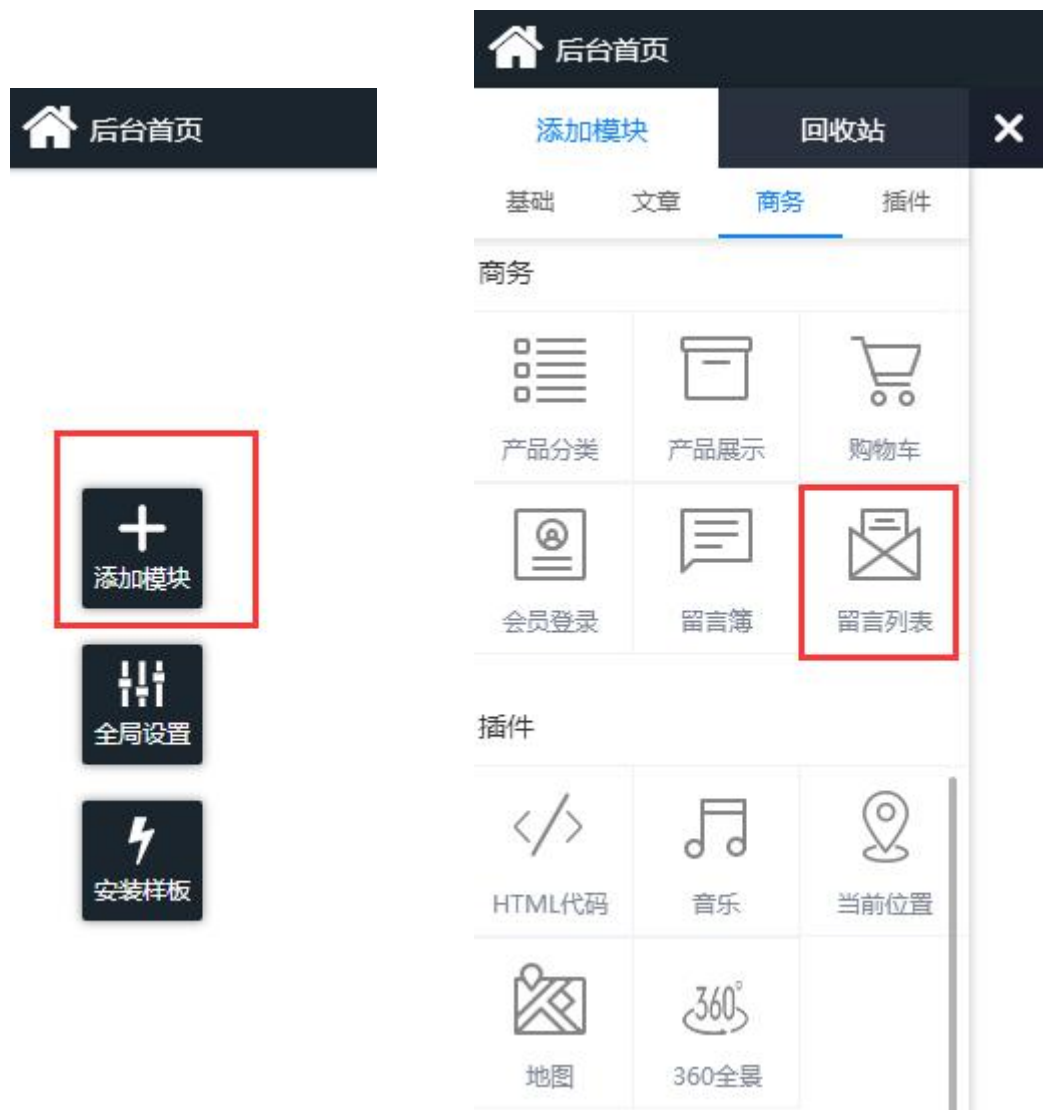 后台首页
添加模块
全局设置
安装样板
后台首页
添加模块 回收站
基础 文章 商务 插件
商务
产品分类 产品展示 购物车
会员登录 留言簿 留言列表
插件
HTML代码 音乐 当前位置
360°
地图 360全景